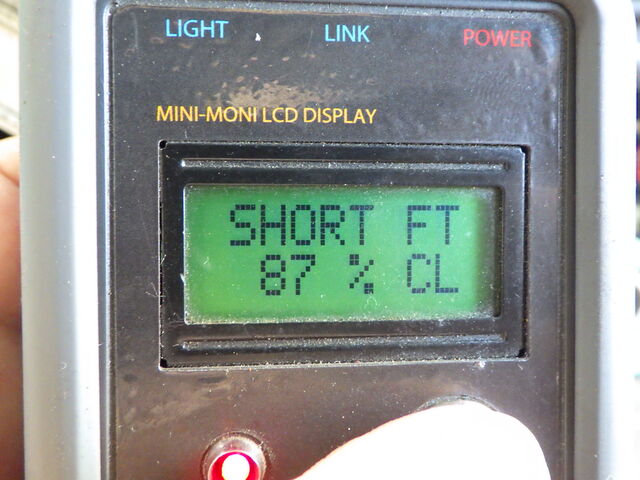 LIGHT LINK POWER
MINI-MONI LCD DISPLAY
SHORT FT
87 % CL